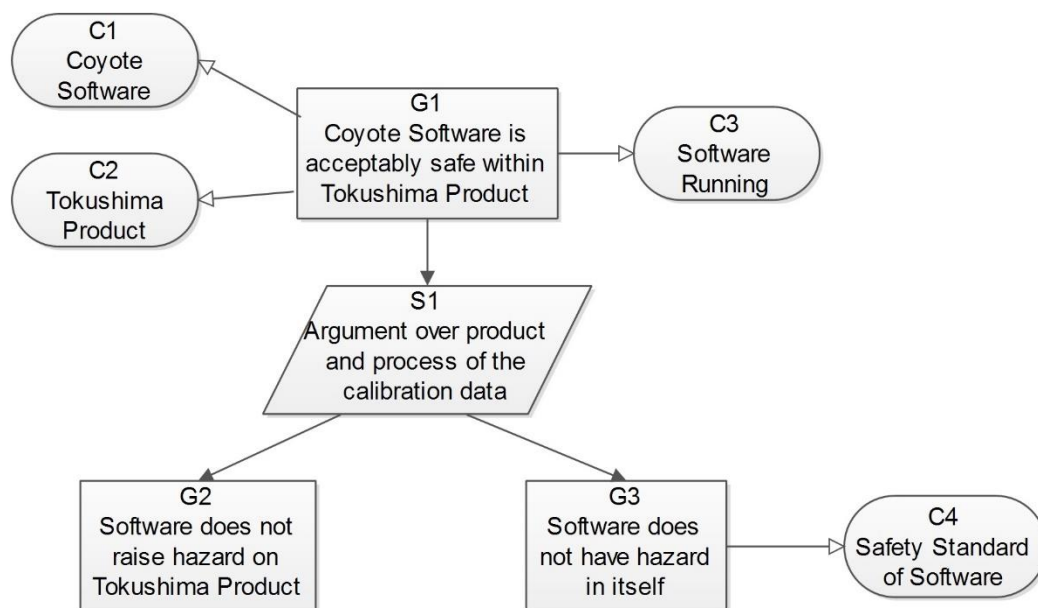 C1
Coyote
Software
G1
Coyote Software is
acceptably safe within
Tokushima Product
C3
Software
Running
C2
Tokushima
Product
S1
Argument over product
and process of the
calibration data
G2
Software does not
raise hazard on
Tokushima Product
G3
Software does
not have hazard
in itself
C4
Safety Standard
of Software